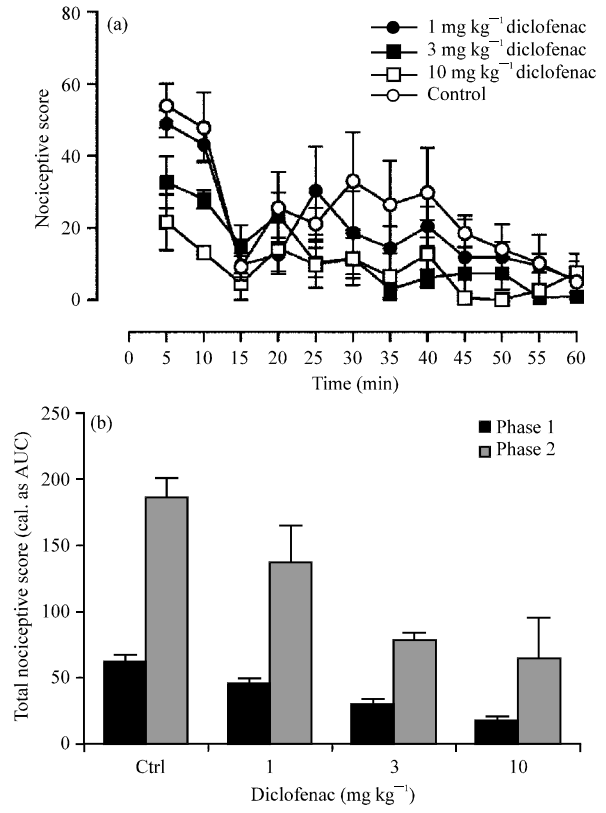 (a)
1 mg kg⁻¹ diclofenac
3 mg kg⁻¹ diclofenac
10 mg kg⁻¹ diclofenac
Control
Nociceptive score
80
60
40
20
0
0 5 10 15 20 25 30 35 40 45 50 55 60
Time (min)
(b)
Phase 1
Phase 2
Total nociceptive score (cal. as AUC)
250
200
150
100
50
0
Ctrl 1 3 10
Diclofenac (mg kg⁻¹)